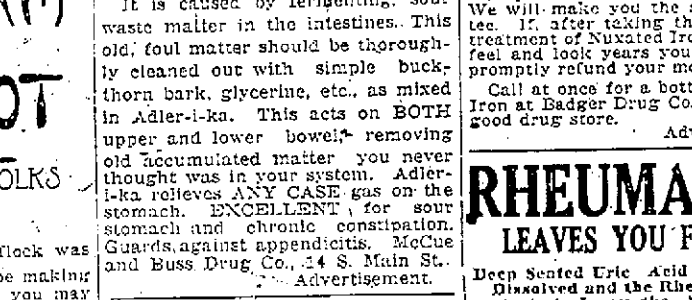 OT
OLKS
flock was
be making
you may
It is caused by fermenting, sour
waste matter in the intestines. This
old, foul matter should be thorough-
ly cleaned out with simple buck-
thorn bark, glycerine, etc., as mixed
in Adler-i-ka. This acts on BOTH
upper and lower bowel, removing
old accumulated matter you never
thought was in your system. Adler-
i-ka relieves ANY CASE gas on the
stomach. EXCELLENT for sour
stomach and chronic constipation.
Guards against appendicitis. McCue
and Buss Drug Co., 14 S. Main St.
Advertisement.
We will make you the
tee. If, after taking th
treatment of Nuxated Iro
feel and look years you
promptly refund your mo
Call at once for a bott
Iron at Badger Drug Co.
good drug store.
Adv
RHEUMA
LEAVES YOU F
Deep Seated Uric Acid
Dissolved and the Rhe